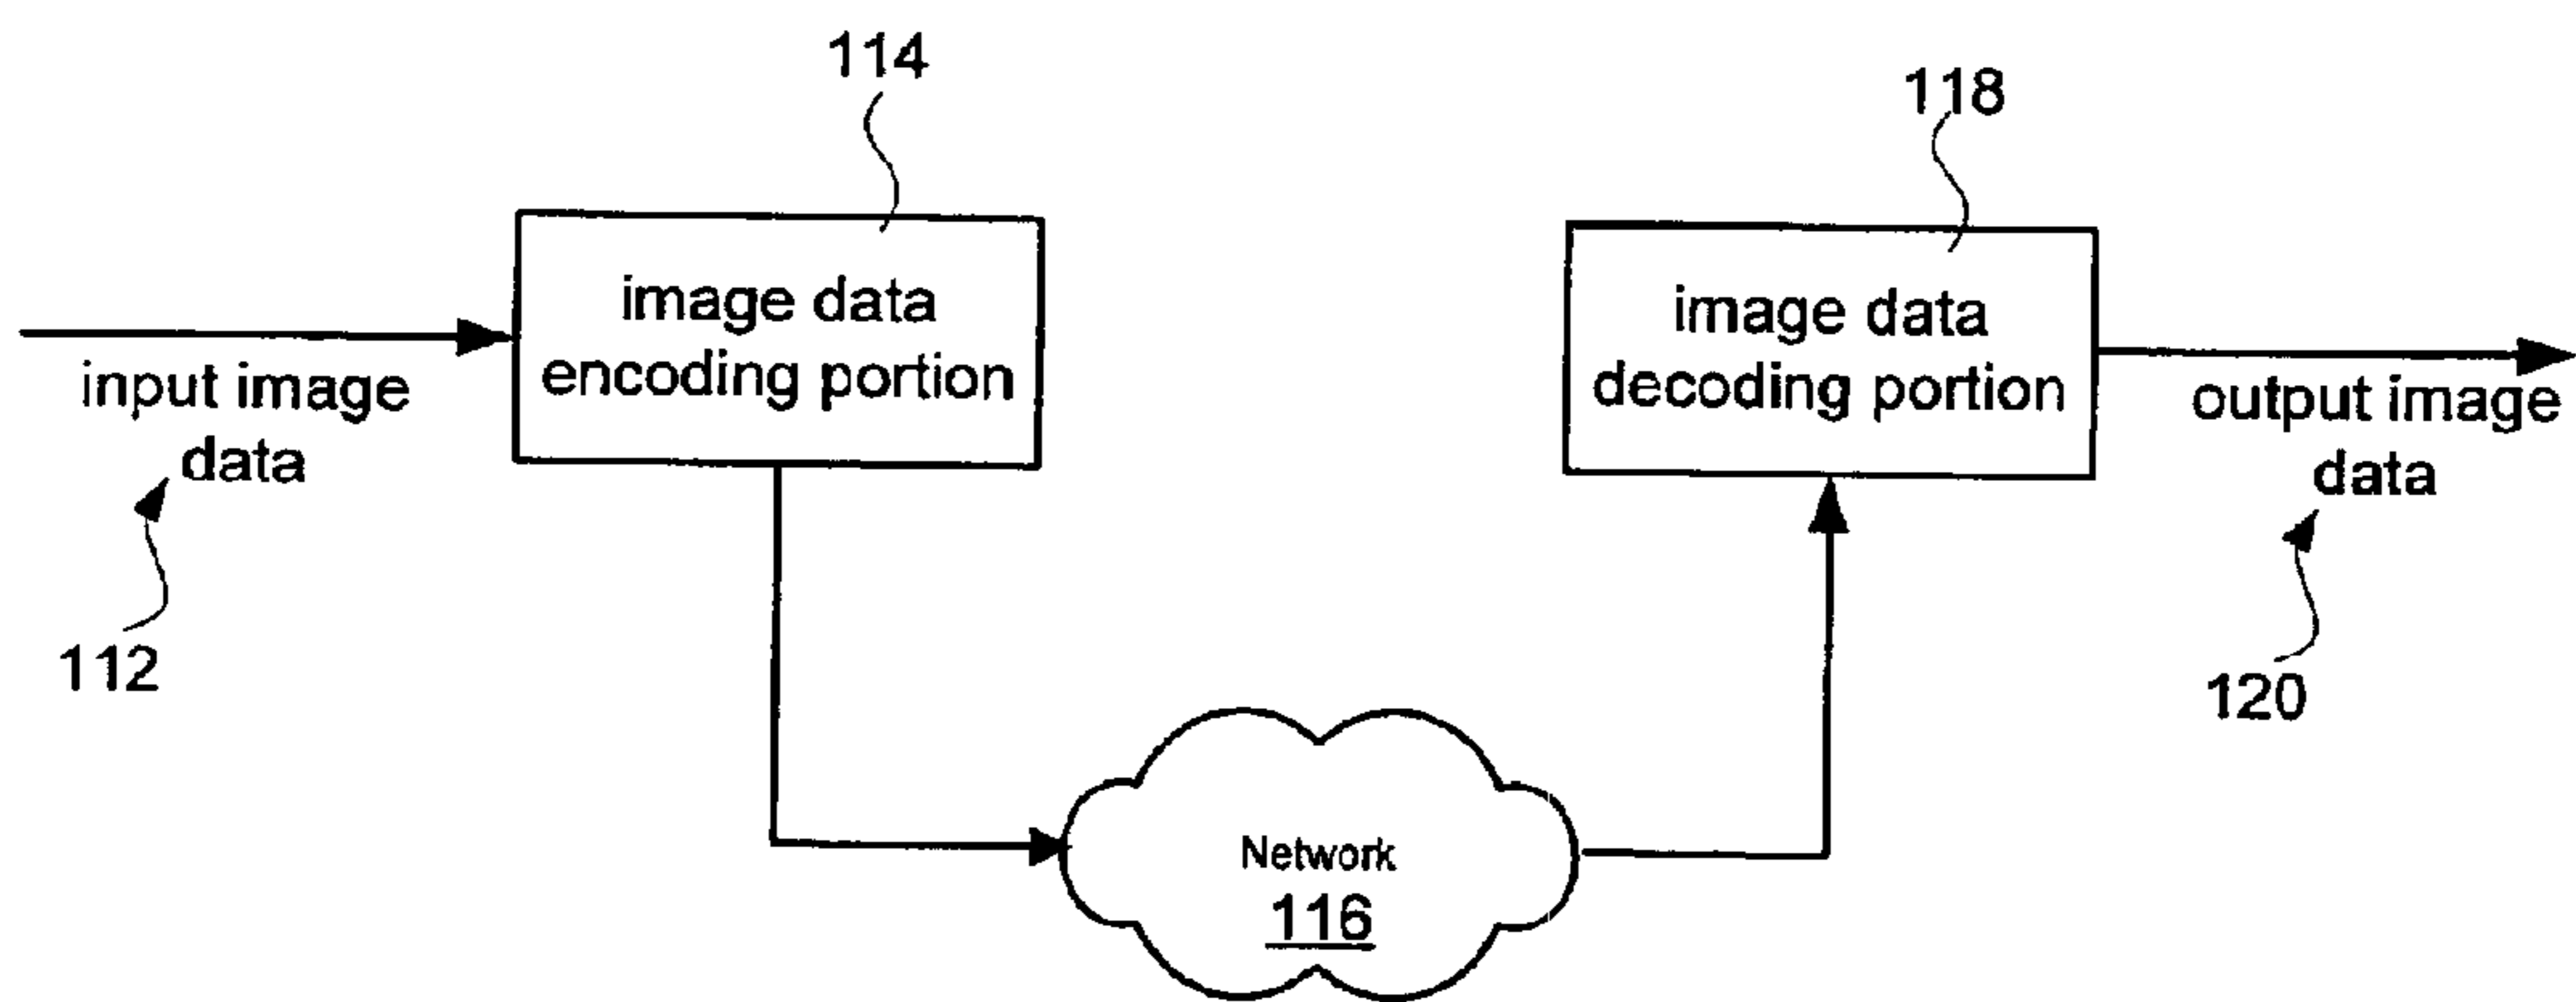 114
118
image data
encoding portion
image data
decoding portion
input image
data
output image
data
112
120
Network
116